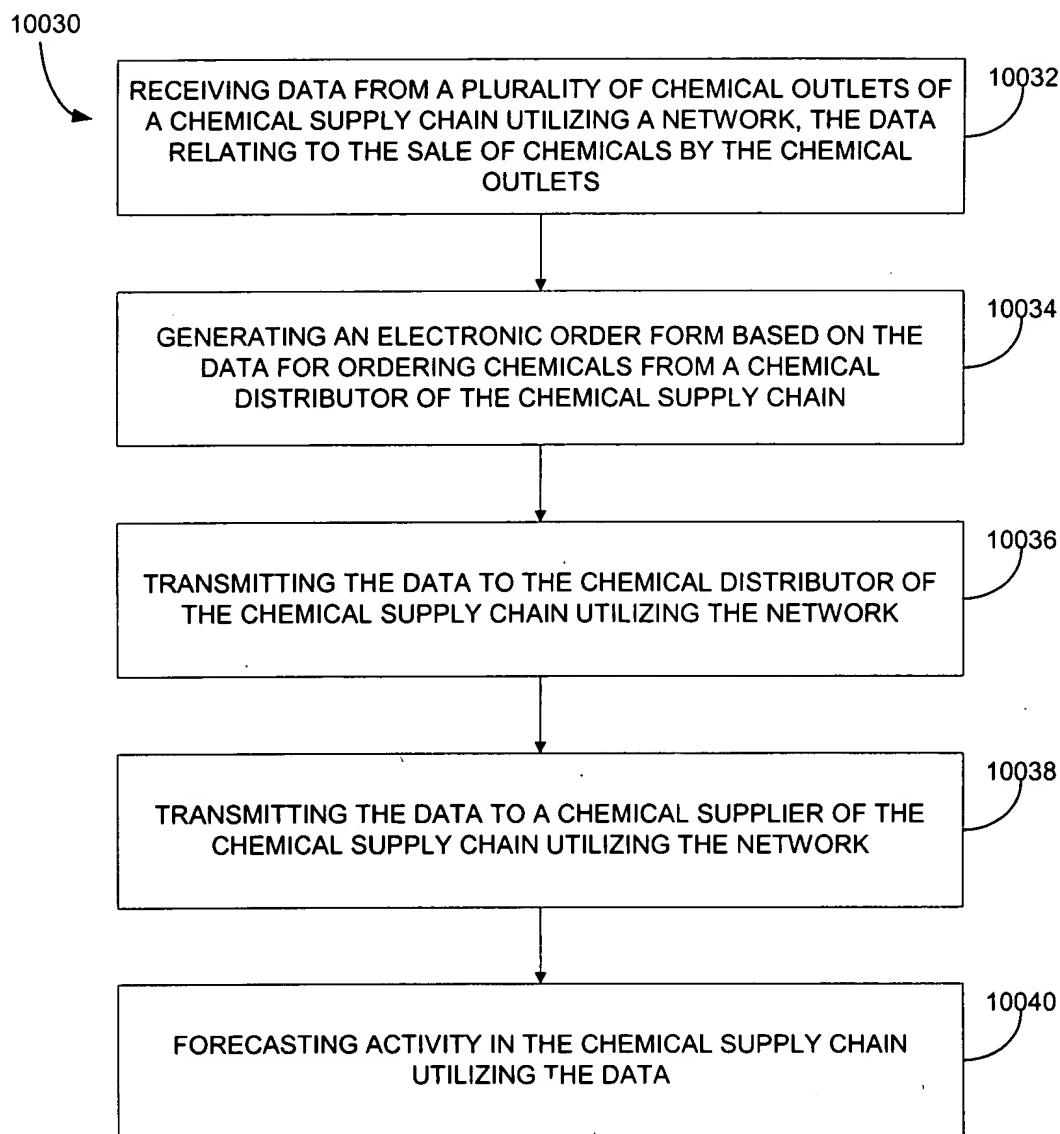 10030
RECEIVING DATA FROM A PLURALITY OF CHEMICAL OUTLETS OF
A CHEMICAL SUPPLY CHAIN UTILIZING A NETWORK, THE DATA
RELATING TO THE SALE OF CHEMICALS BY THE CHEMICAL
OUTLETS
10032
GENERATING AN ELECTRONIC ORDER FORM BASED ON THE
DATA FOR ORDERING CHEMICALS FROM A CHEMICAL
DISTRIBUTOR OF THE CHEMICAL SUPPLY CHAIN
10034
TRANSMITTING THE DATA TO THE CHEMICAL DISTRIBUTOR OF
THE CHEMICAL SUPPLY CHAIN UTILIZING THE NETWORK
10036
TRANSMITTING THE DATA TO A CHEMICAL SUPPLIER OF THE
CHEMICAL SUPPLY CHAIN UTILIZING THE NETWORK
10038
FORECASTING ACTIVITY IN THE CHEMICAL SUPPLY CHAIN
UTILIZING THE DATA
10040